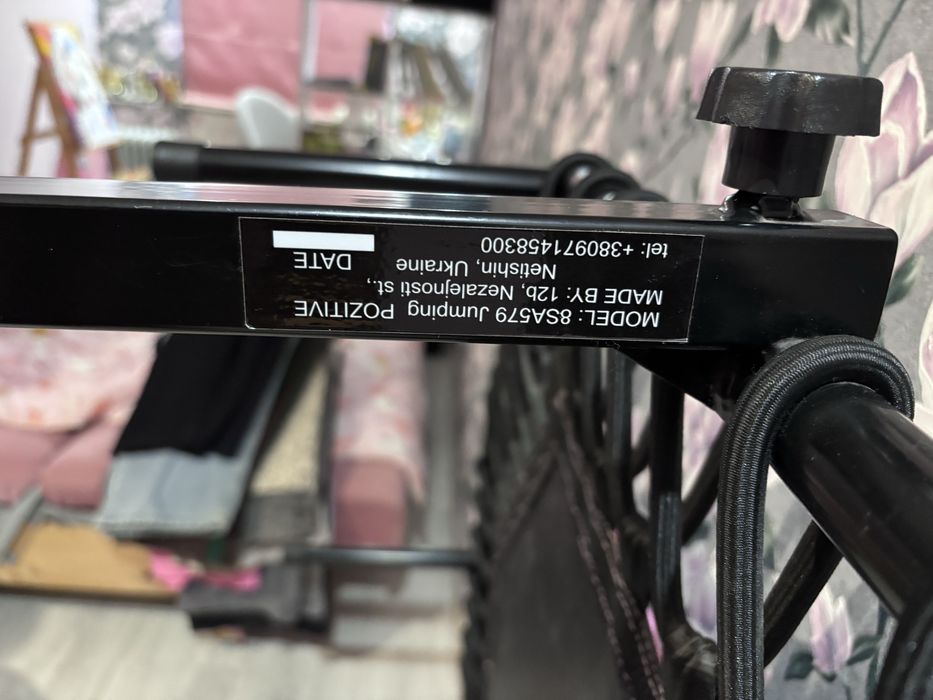 MODEL: 8SA579 Jumping POZITIVE
MADE BY: 12b, Nezalejnosti st.,
Netishin, Ukraine
tel: +380971458300
DATE